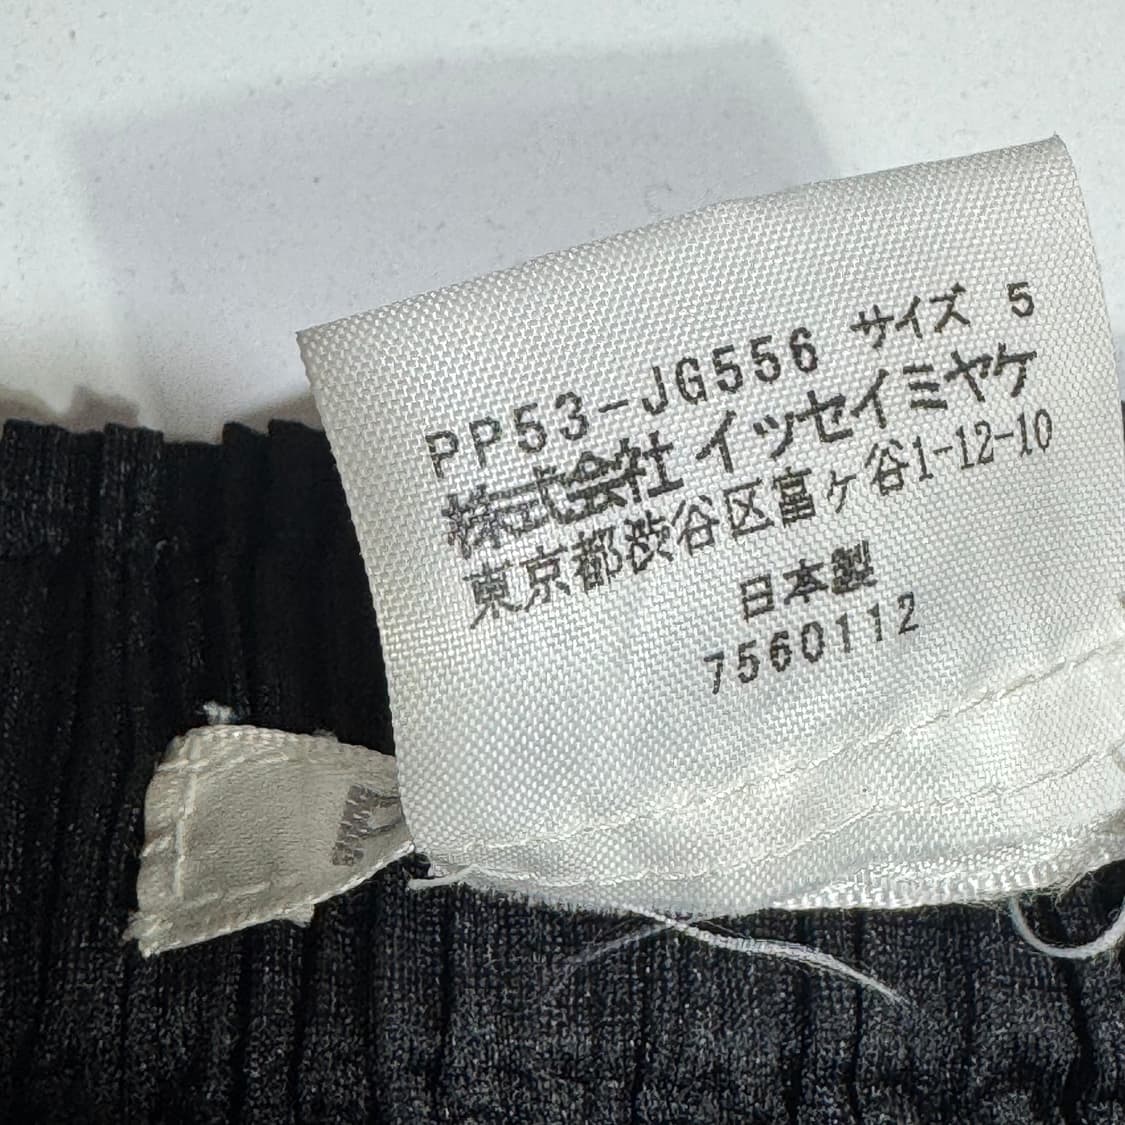 PP53-JG556 サイズ 5
株式会社 イッセイミヤケ
東京都渋谷区富ヶ谷1-12-10
日本製
7560112